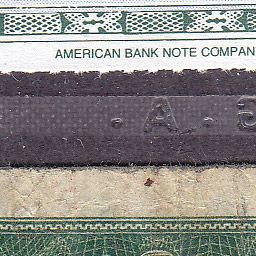 AMERICAN BANK NOTE COMPAN
. A . G